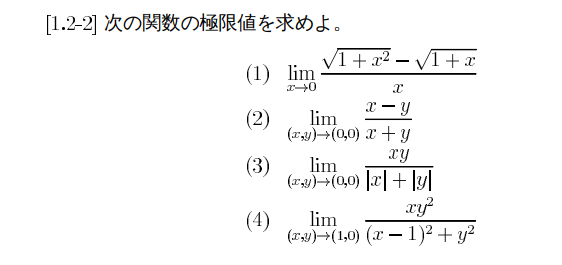 [1.2-2] 次の関数の極限値を求めよ。
(1) \lim_{x \to 0} \frac{\sqrt{1+x^2}-\sqrt{1+x}}{x}
(2) \lim_{(x,y) \to (0,0)} \frac{x-y}{x+y}
(3) \lim_{(x,y) \to (0,0)} \frac{xy}{|x|+|y|}
(4) \lim_{(x,y) \to (1,0)} \frac{xy^2}{(x-1)^2+y^2}